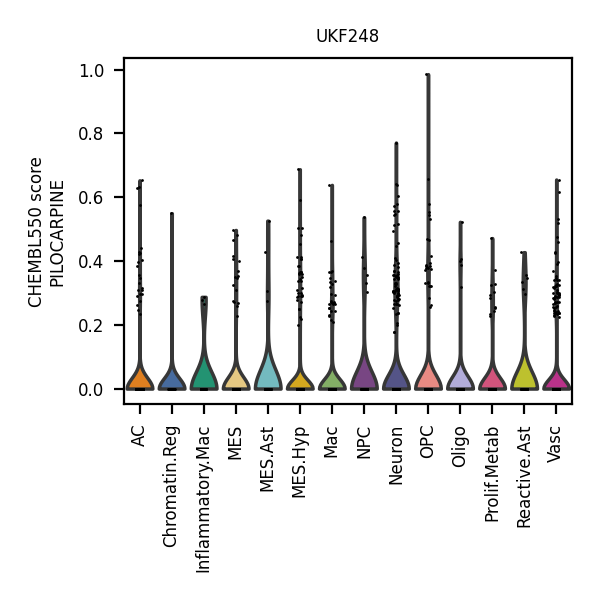 UKF248
CHEMBL550 score
PILOCARPINE
1.0
0.8
0.6
0.4
0.2
0.0
AC
Chromatin.Reg
Inflammatory.Mac
MES
MES.Ast
MES.Hyp
Mac
NPC
Neuron
OPC
Oligo
Prolif.Metab
Reactive.Ast
Vasc